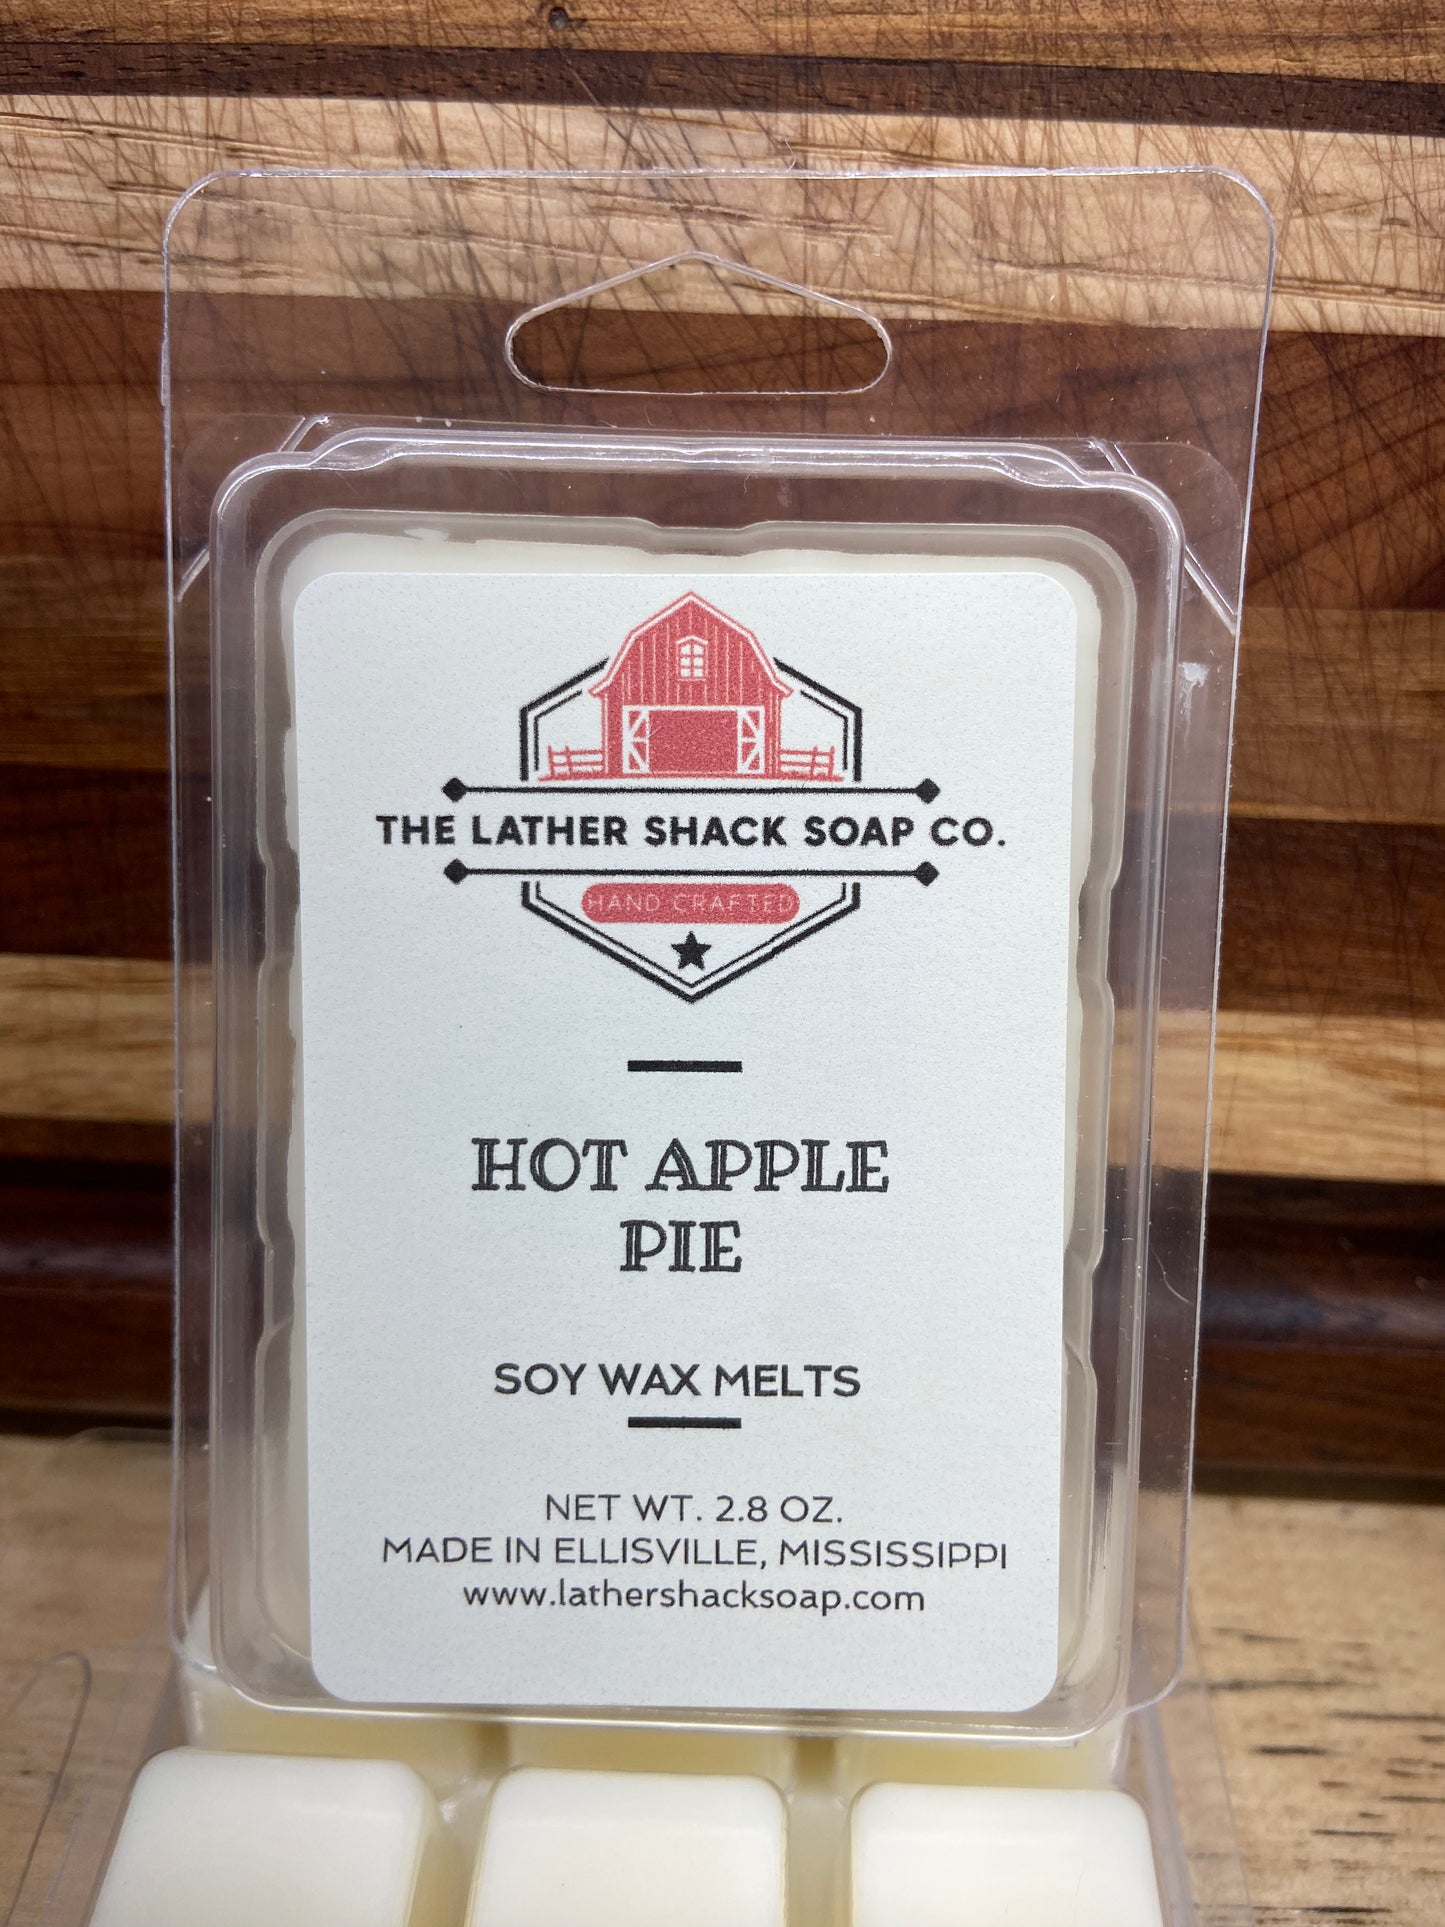 THE LATHER SHACK SOAP CO.
HAND CRAFTED
HOT APPLE
PIE
SOY WAX MELTS
NET WT. 2.8 OZ.
MADE IN ELLISVILLE, MISSISSIPPI
www.lathershacksoap.com